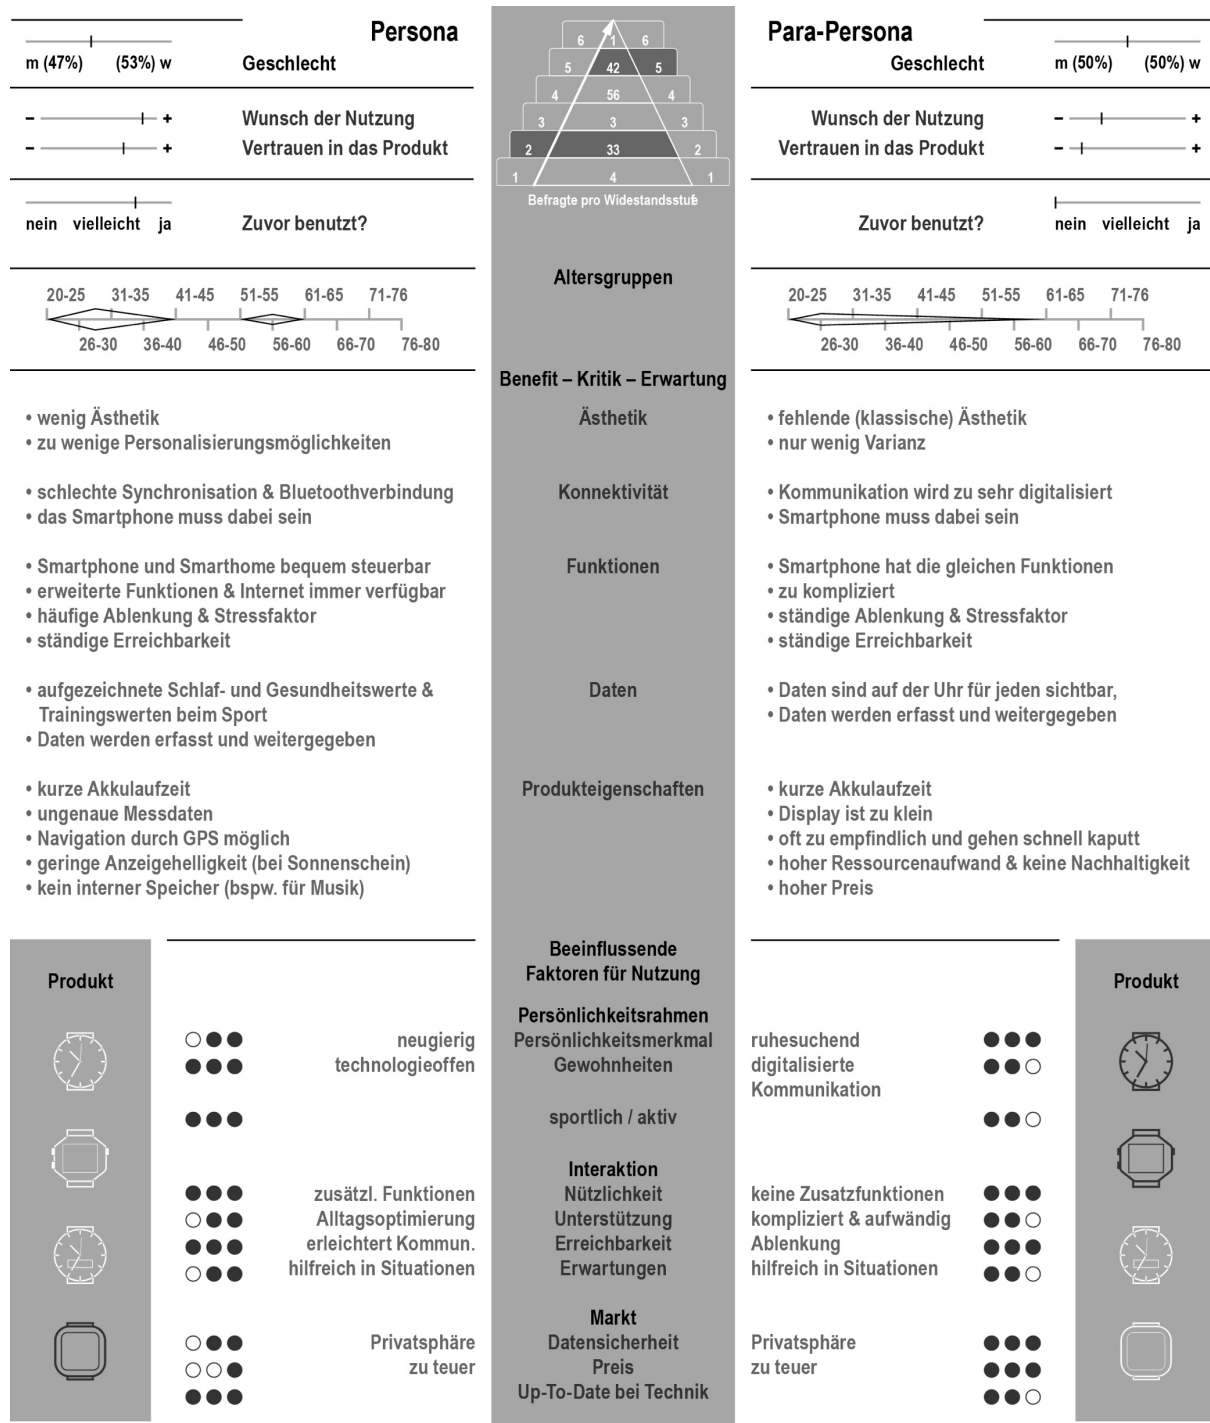 Persona
m (47%) (53%) w
Geschlecht
- +
Wunsch der Nutzung
- +
Vertrauen in das Produkt
nein vielleicht ja
Zuvor benutzt?
20-25 31-35 41-45 51-55 61-65 71-76
26-30 36-40 46-50 56-60 66-70 76-80
6 1 6
5 42 5
4 56 4
3 3 3
2 33 2
1 4 1
Befragte pro Widestandsstufe
Para-Persona
Geschlecht
m (50%) (50%) w
Wunsch der Nutzung
- +
Vertrauen in das Produkt
- +
Zuvor benutzt?
nein vielleicht ja
Altersgruppen
20-25 31-35 41-45 51-55 61-65 71-76
26-30 36-40 46-50 56-60 66-70 76-80
Benefit – Kritik – Erwartung
• wenig Ästhetik
• zu wenige Personalisierungsmöglichkeiten
Ästhetik
• fehlende (klassische) Ästhetik
• nur wenig Varianz
• schlechte Synchronisation & Bluetoothverbindung
• das Smartphone muss dabei sein
Konnektivität
• Kommunikation wird zu sehr digitalisiert
• Smartphone muss dabei sein
• Smartphone und Smarthome bequem steuerbar
• erweiterte Funktionen & Internet immer verfügbar
• häufige Ablenkung & Stressfaktor
• ständige Erreichbarkeit
Funktionen
• Smartphone hat die gleichen Funktionen
• zu kompliziert
• ständige Ablenkung & Stressfaktor
• ständige Erreichbarkeit
• aufgezeichnete Schlaf- und Gesundheitswerte &
Trainingswerten beim Sport
• Daten werden erfasst und weitergegeben
Daten
• Daten sind auf der Uhr für jeden sichtbar,
• Daten werden erfasst und weitergegeben
• kurze Akkulaufzeit
• ungenaue Messdaten
• Navigation durch GPS möglich
• geringe Anzeigehelligkeit (bei Sonnenschein)
• kein interner Speicher (bspw. für Musik)
Produkteigenschaften
• kurze Akkulaufzeit
• Display ist zu klein
• oft zu empfindlich und gehen schnell kaputt
• hoher Ressourcenaufwand & keine Nachhaltigkeit
• hoher Preis
Produkt
Beeinflussende
Faktoren für Nutzung
Produkt
Persönlichkeitsrahmen
neugierig Persönlichkeitsmerkmal ruhesuchend
technologieoffen Gewohnheiten digitalisierte
Kommunikation
sportlich / aktiv
Interaktion
zusätzl. Funktionen Nützlichkeit keine Zusatzfunktionen
Alltagsoptimierung Unterstützung kompliziert & aufwändig
erleichtert Kommun. Erreichbarkeit Ablenkung
hilfreich in Situationen Erwartungen hilfreich in Situationen
Markt
Privatsphäre Datensicherheit Privatsphäre
zu teuer Preis zu teuer
Up-To-Date bei Technik